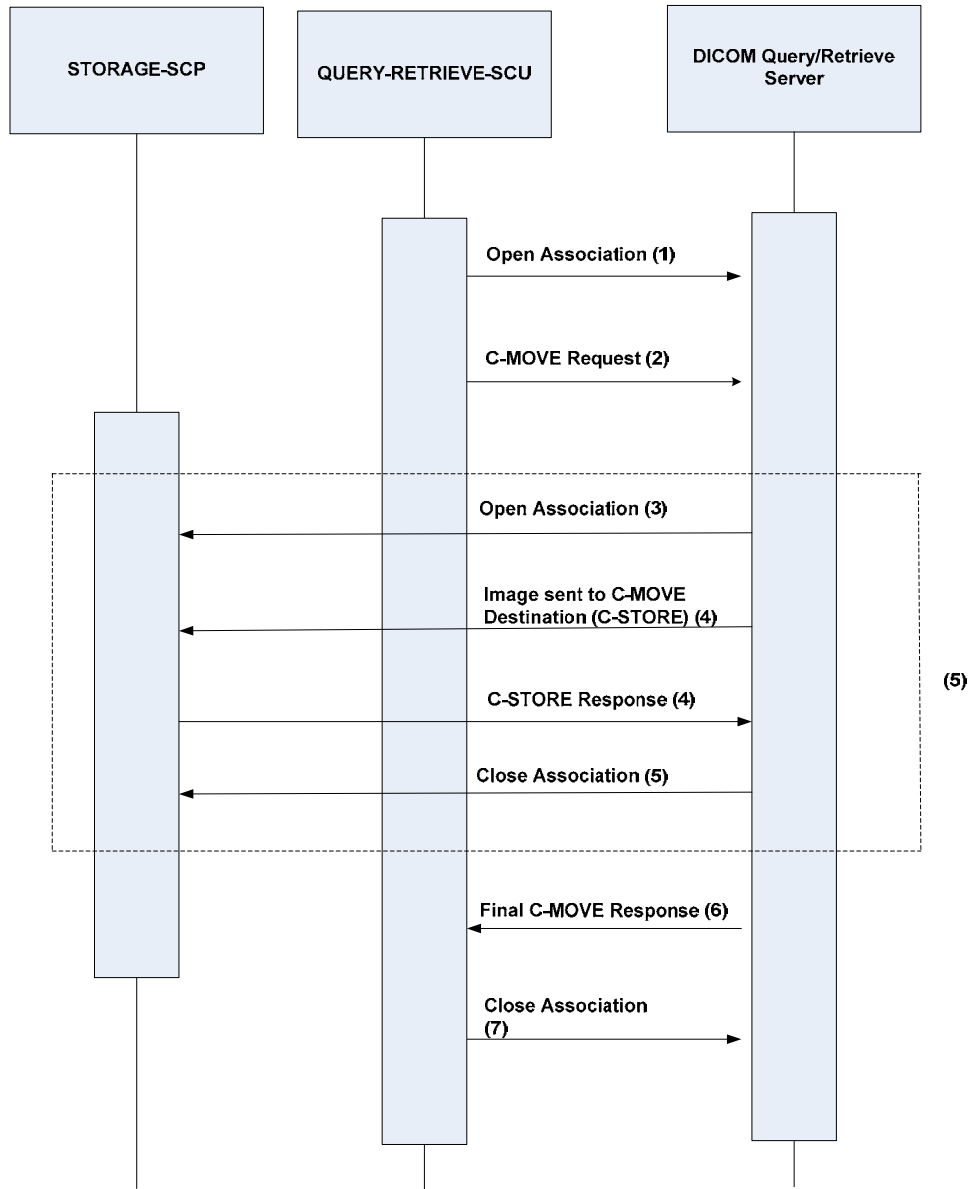 STORAGE-SCP
QUERY-RETRIEVE-SCU
DICOM Query/Retrieve
Server
Open Association (1)
C-MOVE Request (2)
Open Association (3)
Image sent to C-MOVE
Destination (C-STORE) (4)
(5)
C-STORE Response (4)
Close Association (5)
Final C-MOVE Response (6)
Close Association
(7)